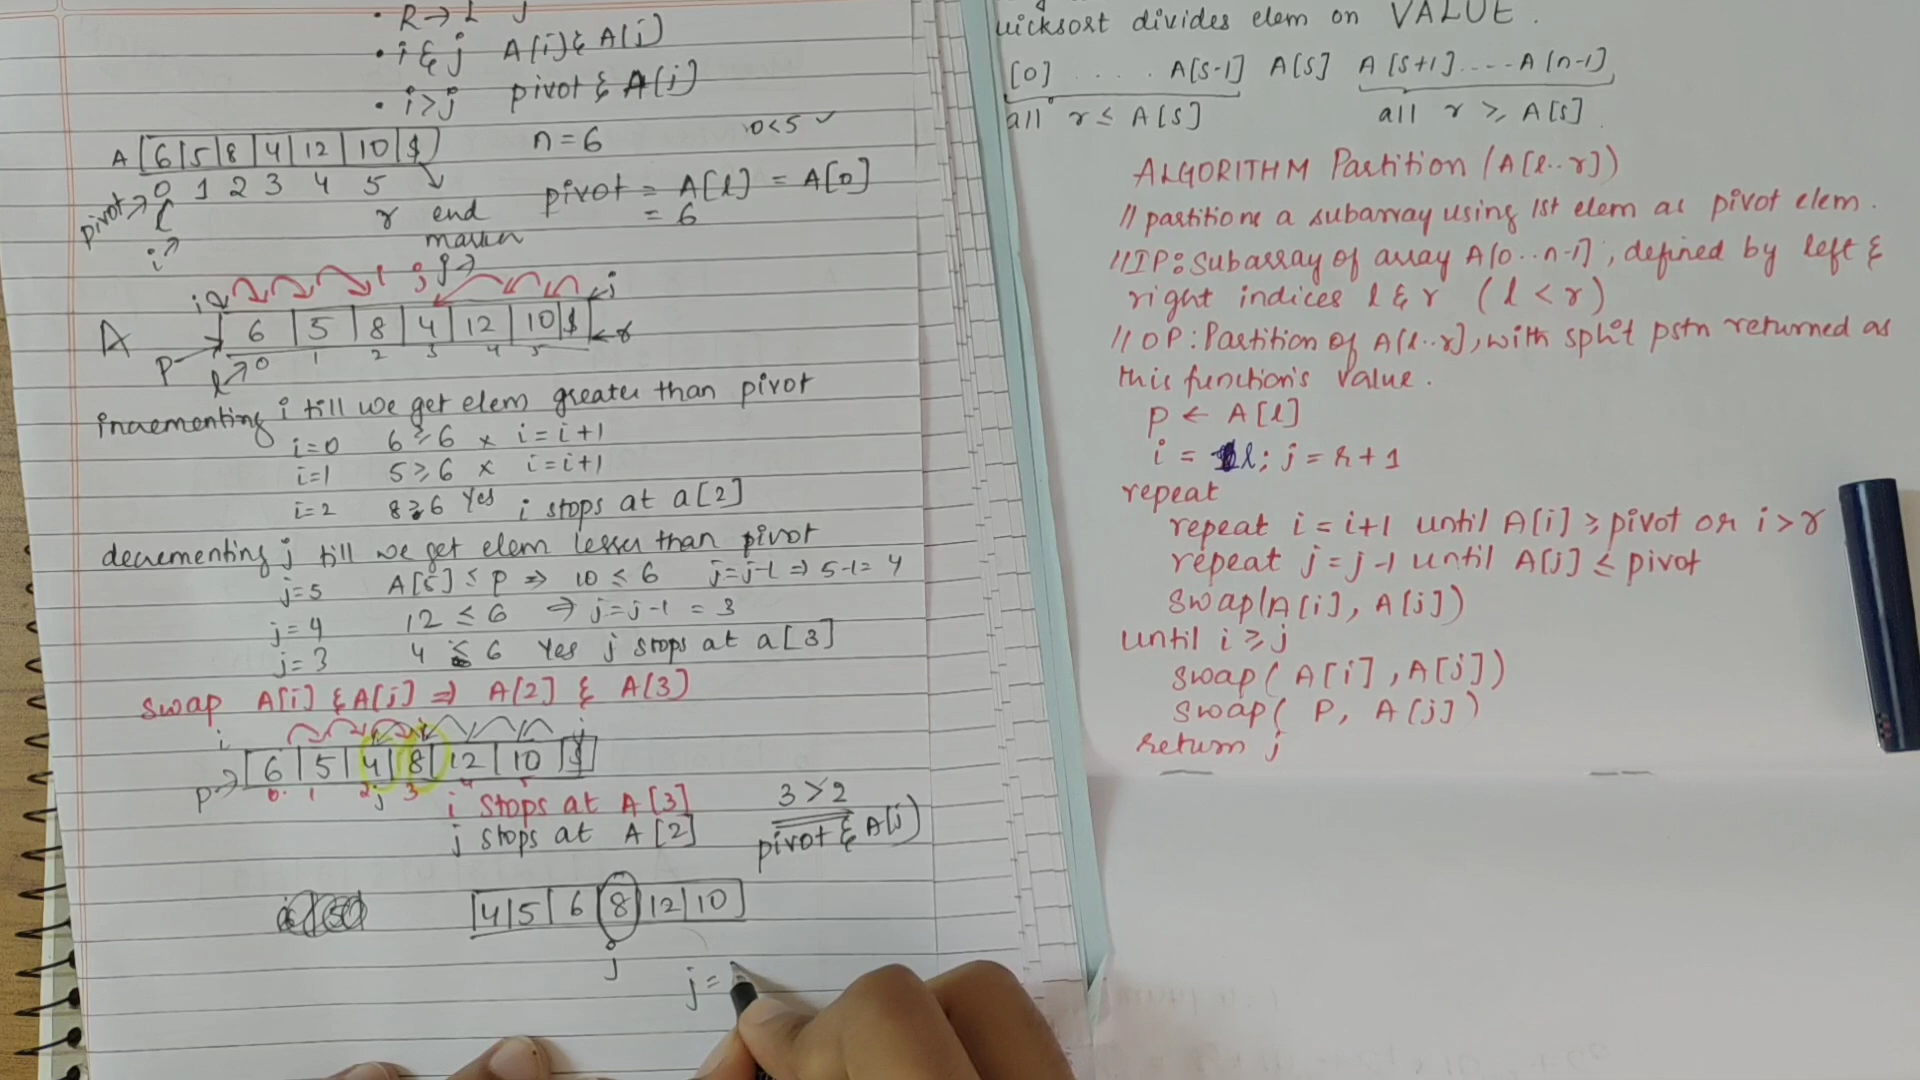 • R → L j
• i & j A[i] & A[j]
• i>j pivot & A[j]
A [6|5|8|4|12|10|$] n=6 0<5 ✓
0 1 2 3 4 5
pivot → l r end marker
i
pivot = A[l] = A[0]
= 6
i j j
A 6 5 8 4 12 10 $ r
p l 0 1 2 3 4 5
incrementing i till we get elem greater than pivot
i=0 6 ≥ 6 × i = i+1
i=1 5 ≥ 6 × i = i+1
i=2 8 ≥ 6 Yes i stops at a[2]
decrementing j till we get elem lesser than pivot
j=5 A[5] ≤ p ⇒ 10 ≤ 6 j=j-1 ⇒ 5-1= 4
j=4 12 ≤ 6 → j=j-1 = 3
j=3 4 ≤ 6 Yes j stops at a[3]
swap A[i] & A[j] ⇒ A[2] & A[3]
i j
p → [6|5|4|8|12|10|$]
0 1 2 3 4 5
j
i stops at A[3]
j stops at A[2]
3 > 2
pivot & A[j]
[4|5|6|8|12|10]
j
j =
uicksort divides elem on VALUE.
[0] .... A[s-1] A[s] A[s+1]....A[n-1]
all r ≤ A[s] all r ≥ A[s]
ALGORITHM Partition (A[l..r])
// partitions a subarray using 1st elem as pivot elem.
// IP: Subarray of array A[0..n-1], defined by left &
right indices l & r (l < r)
// OP: Partition of A[l..r], with split pstn returned as
this function's value.
p ← A[l]
i = l; j = r + 1
repeat
repeat i = i+1 until A[i] ≥ pivot or i > r
repeat j = j-1 until A[j] ≤ pivot
swap(A[i], A[j])
until i ≥ j
swap( A[i], A[j])
swap( P, A[j])
return j